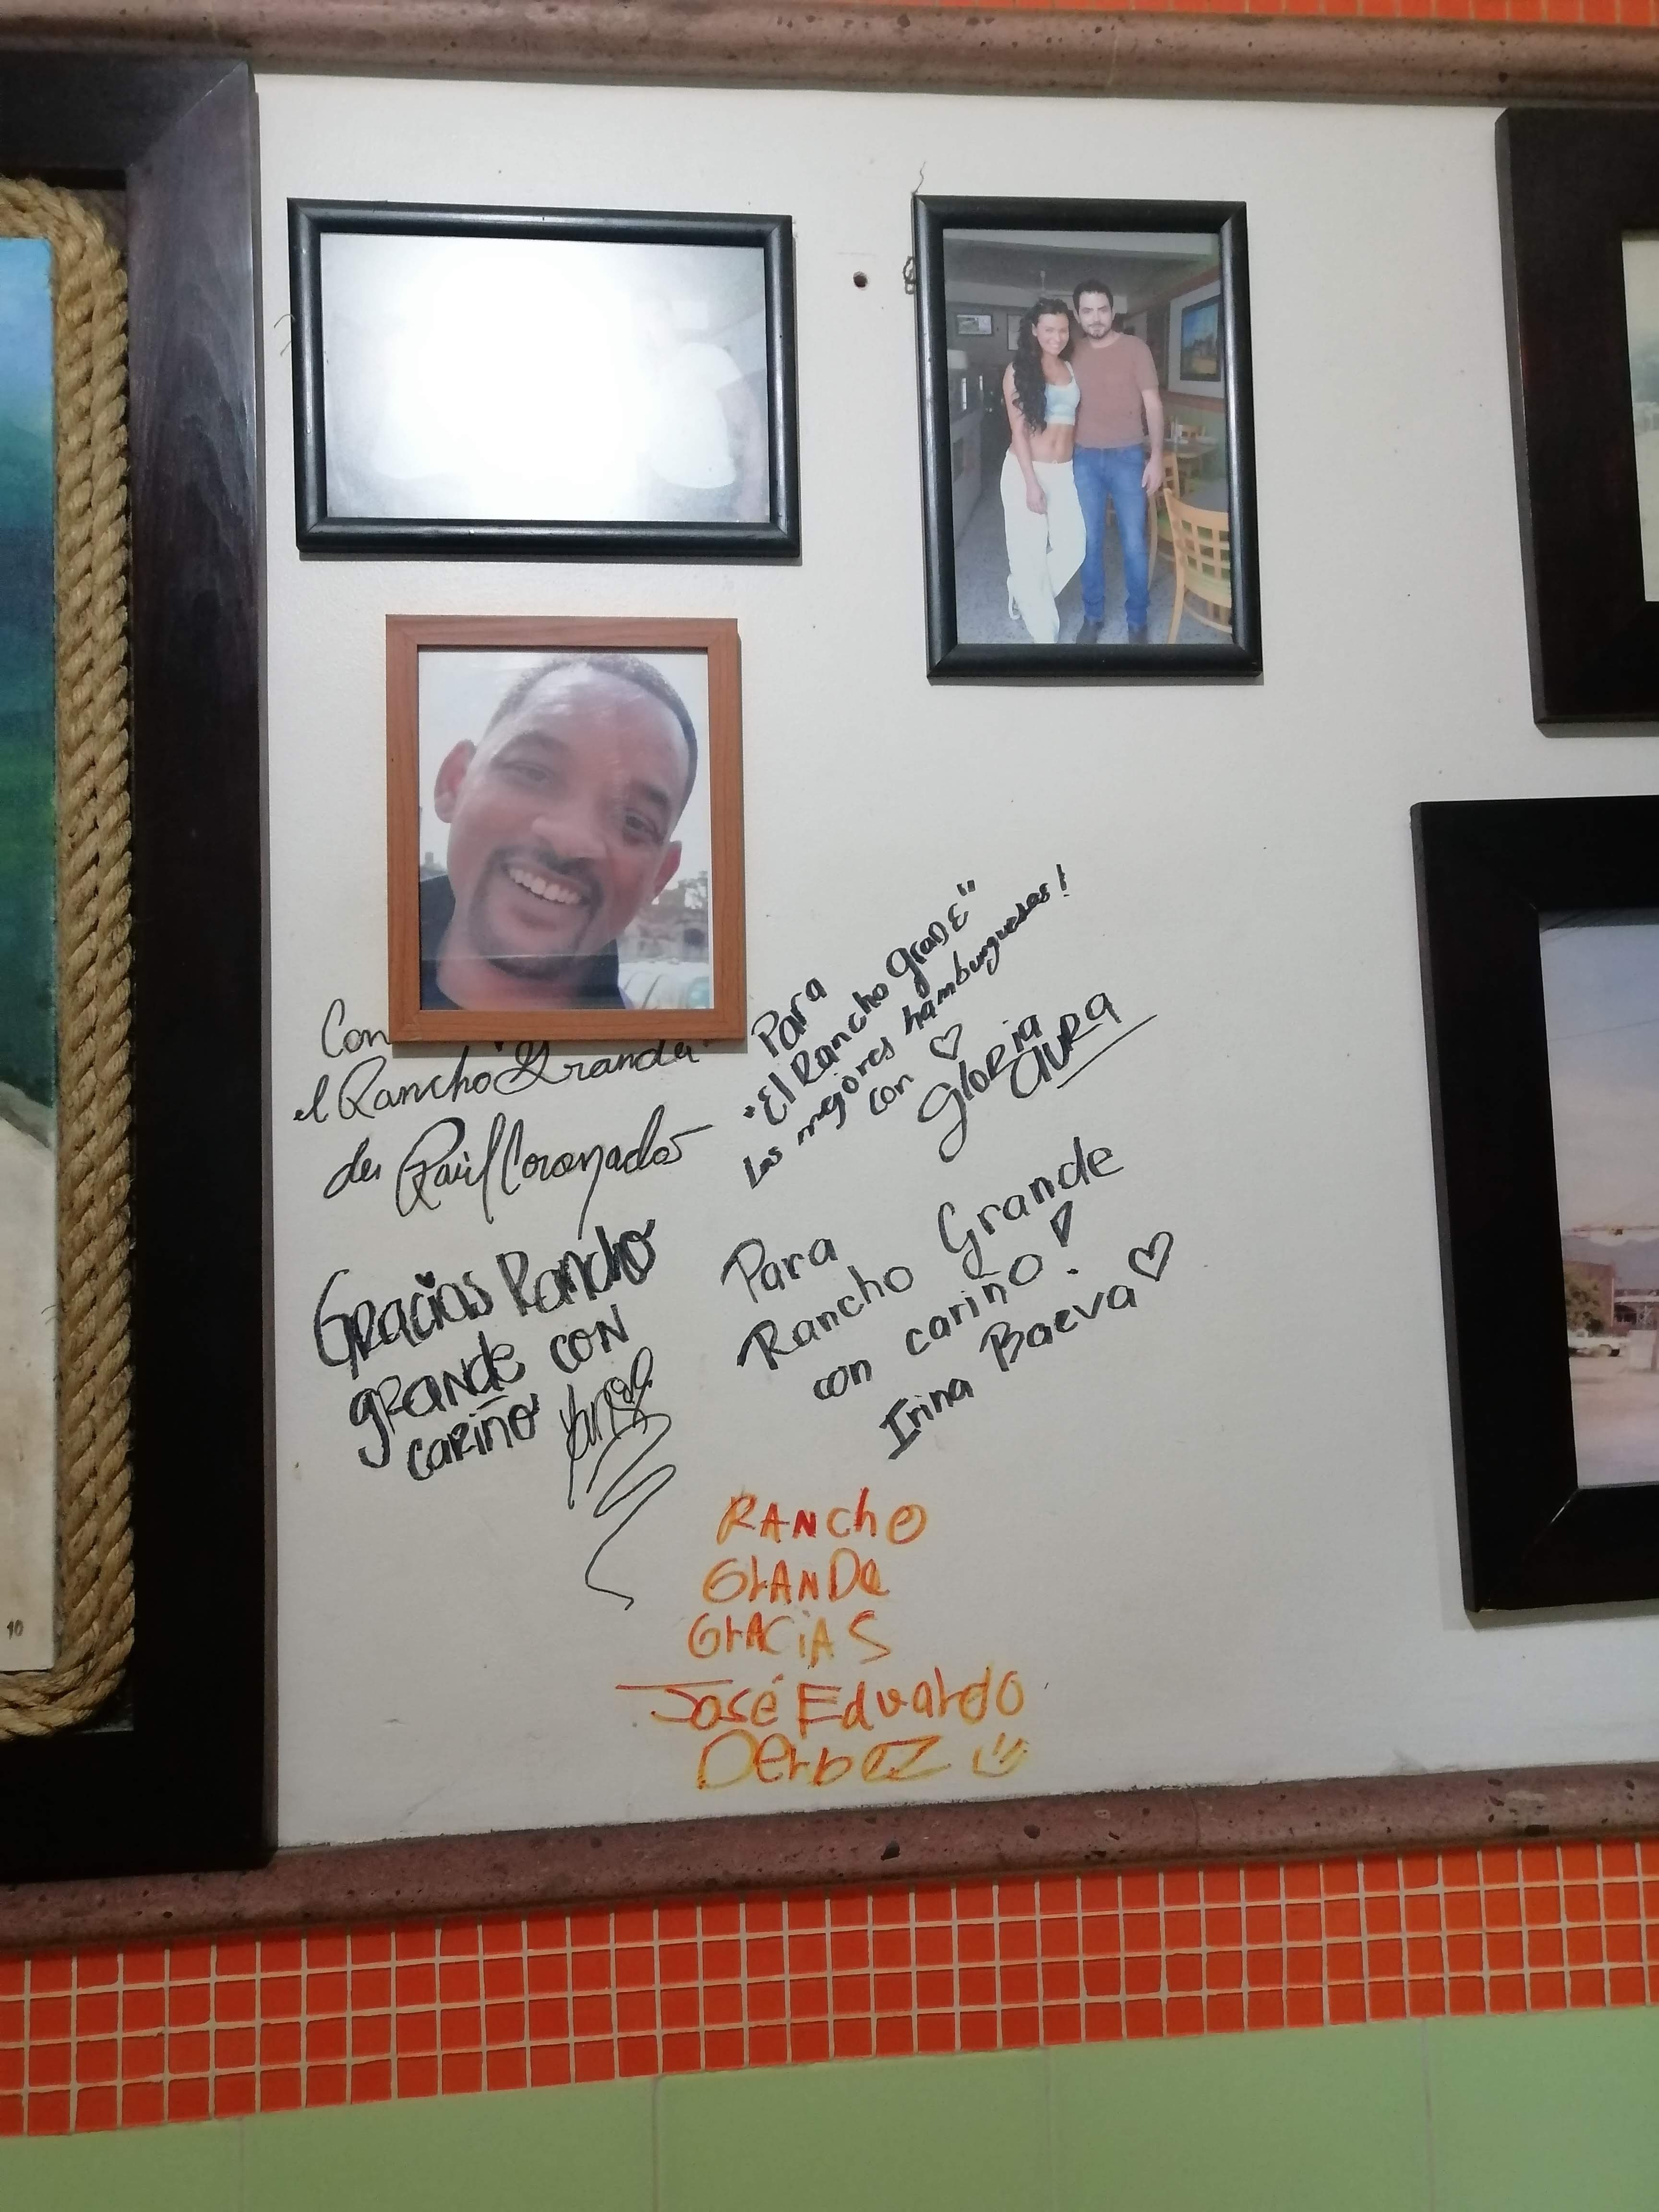 Con
el Rancho "Grande"
de Raúl Coronado
Para
"El Rancho GranDE"
Las mejores hamburguesas!
con ♡
Gloria
AURA
Gracias Rancho
grande con
cariño
Para
Rancho Grande
con cariño!
Irina Baeva ♡
RANchO
GrANDe
GrACiAS
José Eduardo
Derbez
10